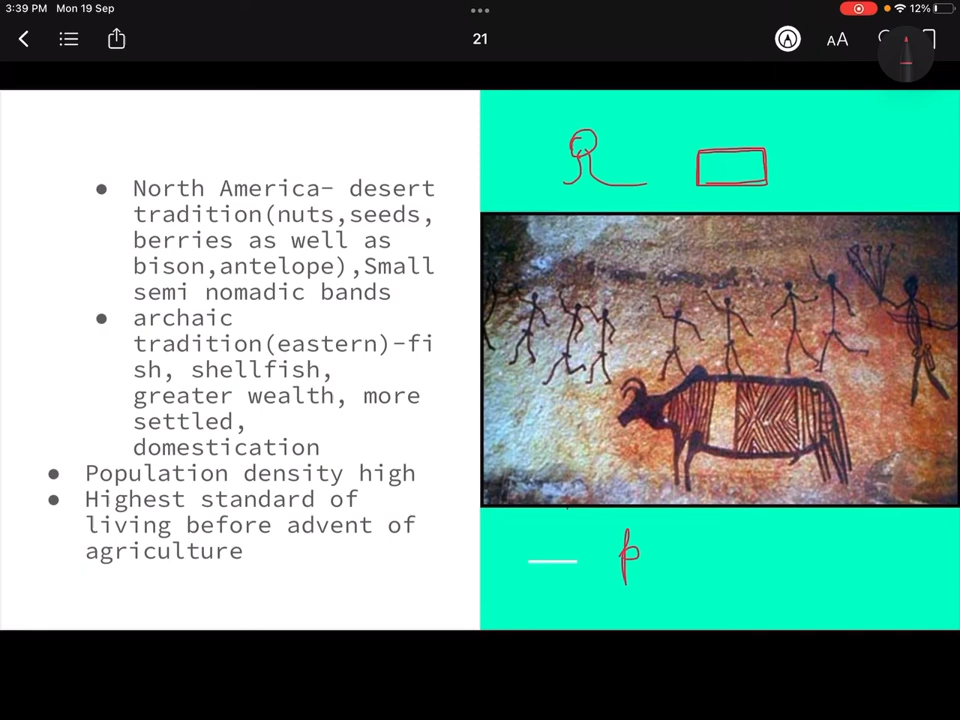 3:39 PM Mon 19 Sep
12%
21
AA
● North America- desert
tradition(nuts,seeds,
berries as well as
bison,antelope),Small
semi nomadic bands
● archaic
tradition(eastern)-fi
sh, shellfish,
greater wealth, more
settled,
domestication
● Population density high
● Highest standard of
living before advent of
agriculture